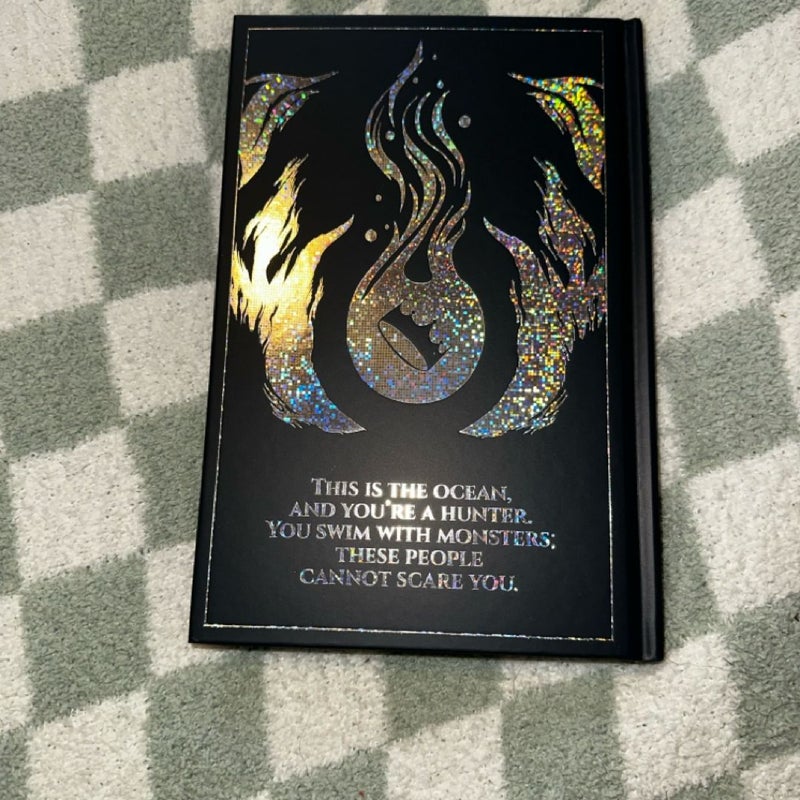 THIS IS THE OCEAN,
AND YOU'RE A HUNTER.
YOU SWIM WITH MONSTERS;
THESE PEOPLE
CANNOT SCARE YOU.